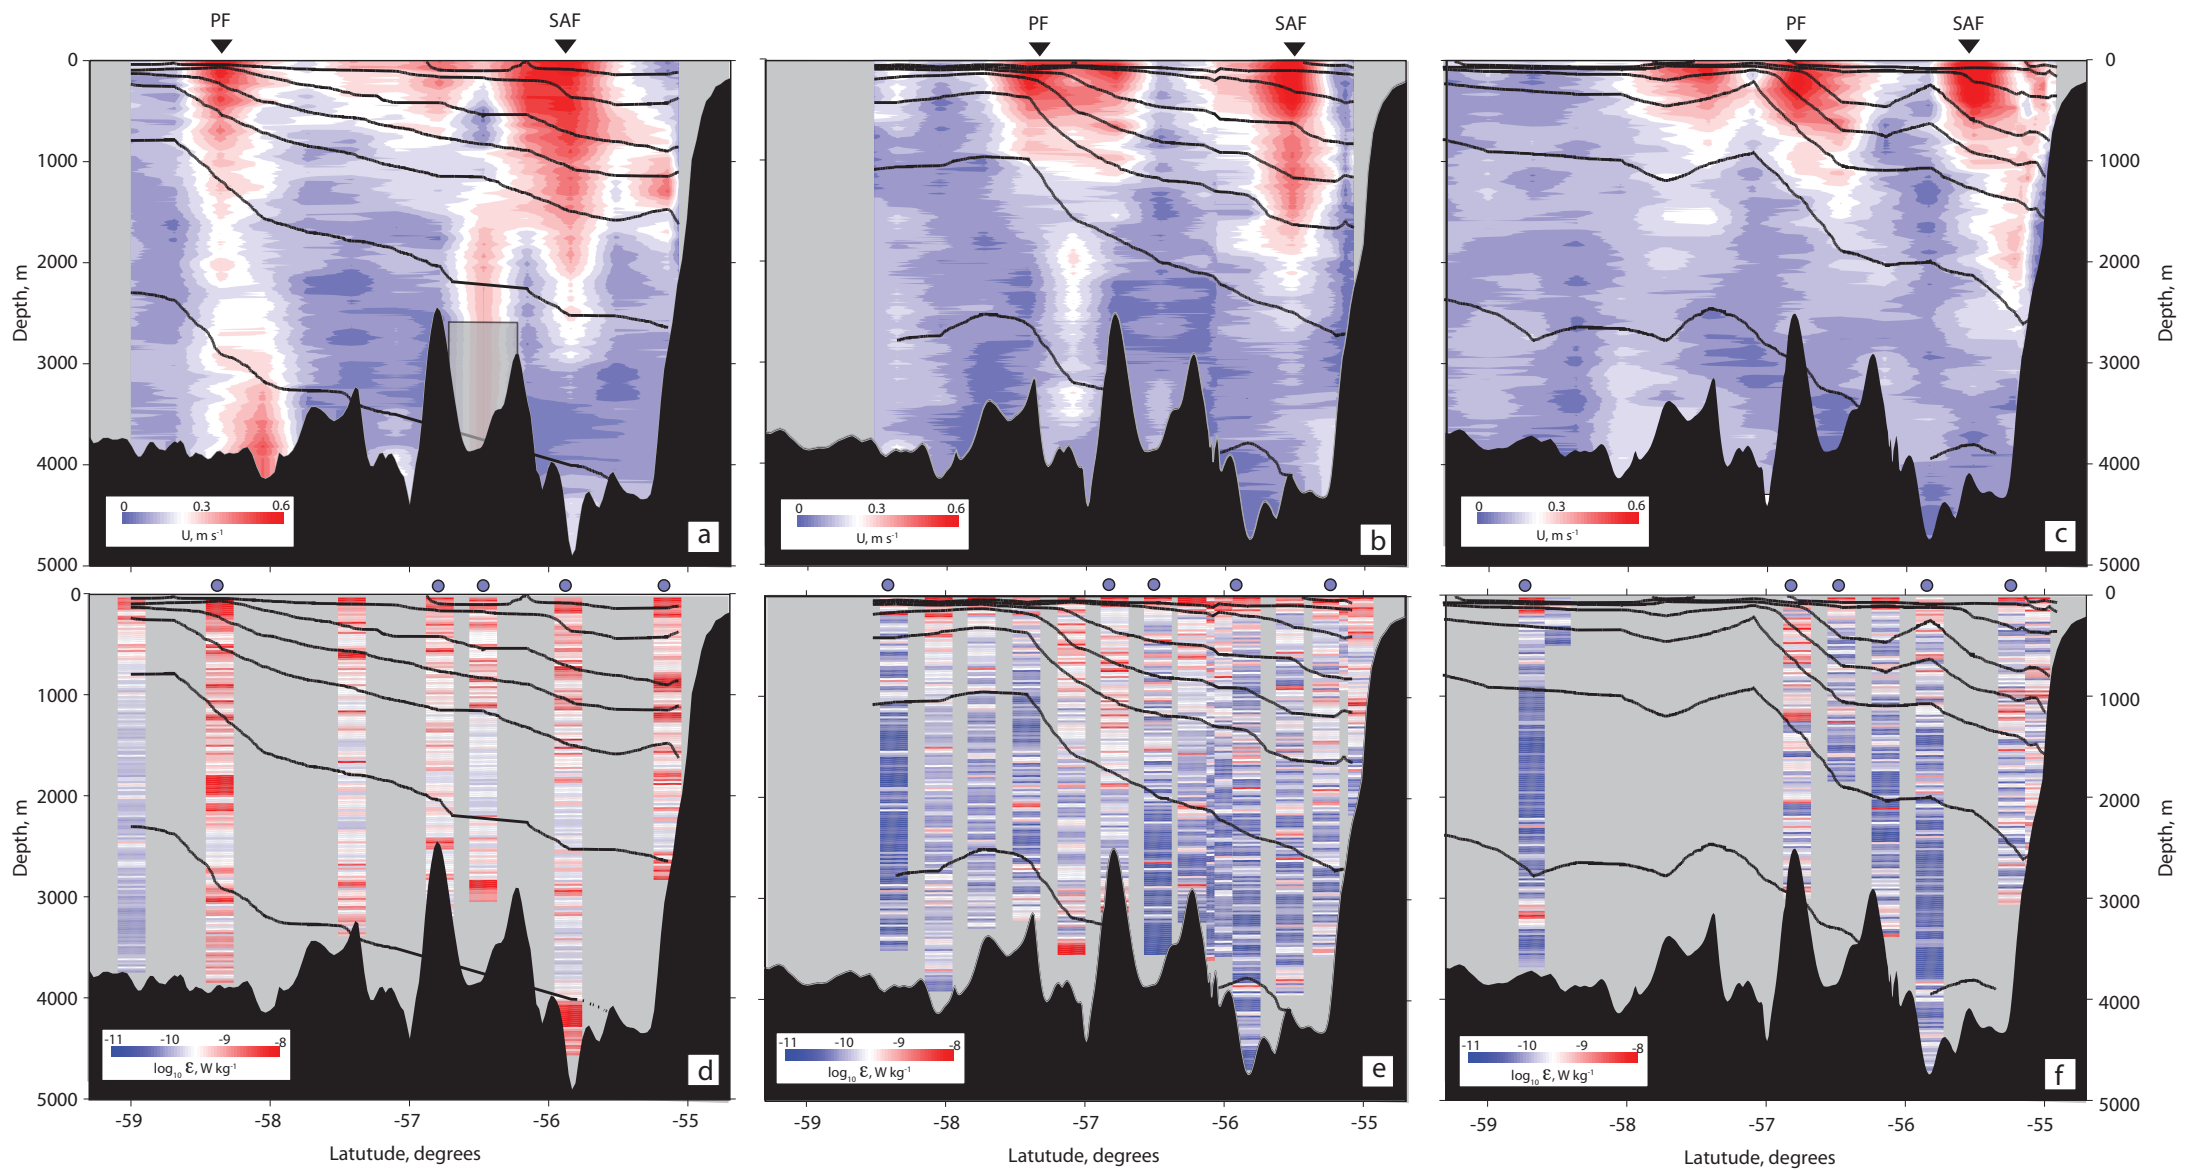 PF SAF PF SAF PF SAF
0 0
1000 1000
2000 2000
Depth, m Depth, m
3000 3000
4000 4000
0 0.3 0.6 0 0.3 0.6 0 0.3 0.6
U, m s-1 U, m s-1 U, m s-1
a b c
5000 5000
0 0
1000 1000
2000 2000
Depth, m Depth, m
3000 3000
4000 4000
-11 -10 -9 -8 -11 -10 -9 -8 -11 -10 -9 -8
log10 ε, W kg-1 log10 ε, W kg-1 log10 ε, W kg-1
d e f
5000 5000
-59 -58 -57 -56 -55 -59 -58 -57 -56 -55 -59 -58 -57 -56 -55
Latutude, degrees Latutude, degrees Latutude, degrees